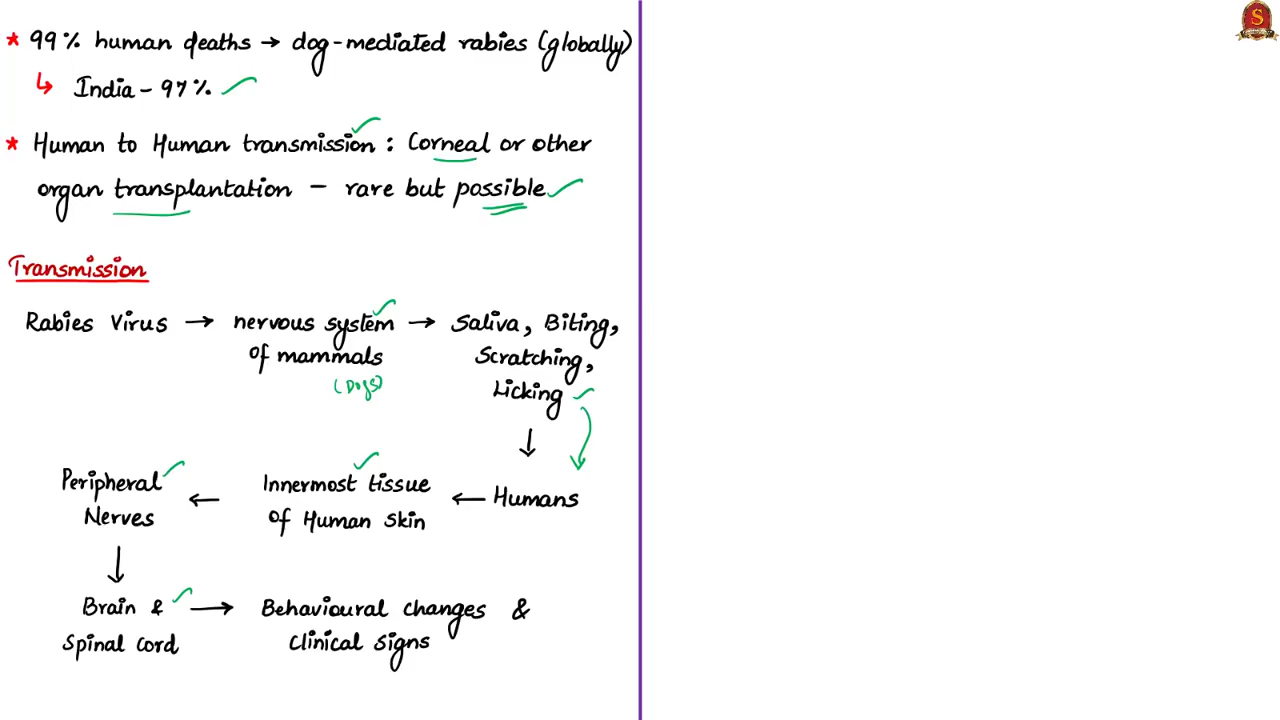 * 99% human deaths → dog-mediated rabies (globally)
↳ India - 97%
* Human to Human transmission : Corneal or other
organ transplantation - rare but possible
Transmission
Rabies Virus → nervous system → Saliva, Biting,
of mammals Scratching,
(Dogs) Licking
↓
Peripheral ← Innermost tissue ← Humans
Nerves of Human skin
↓
Brain & → Behavioural changes &
Spinal cord Clinical signs
S